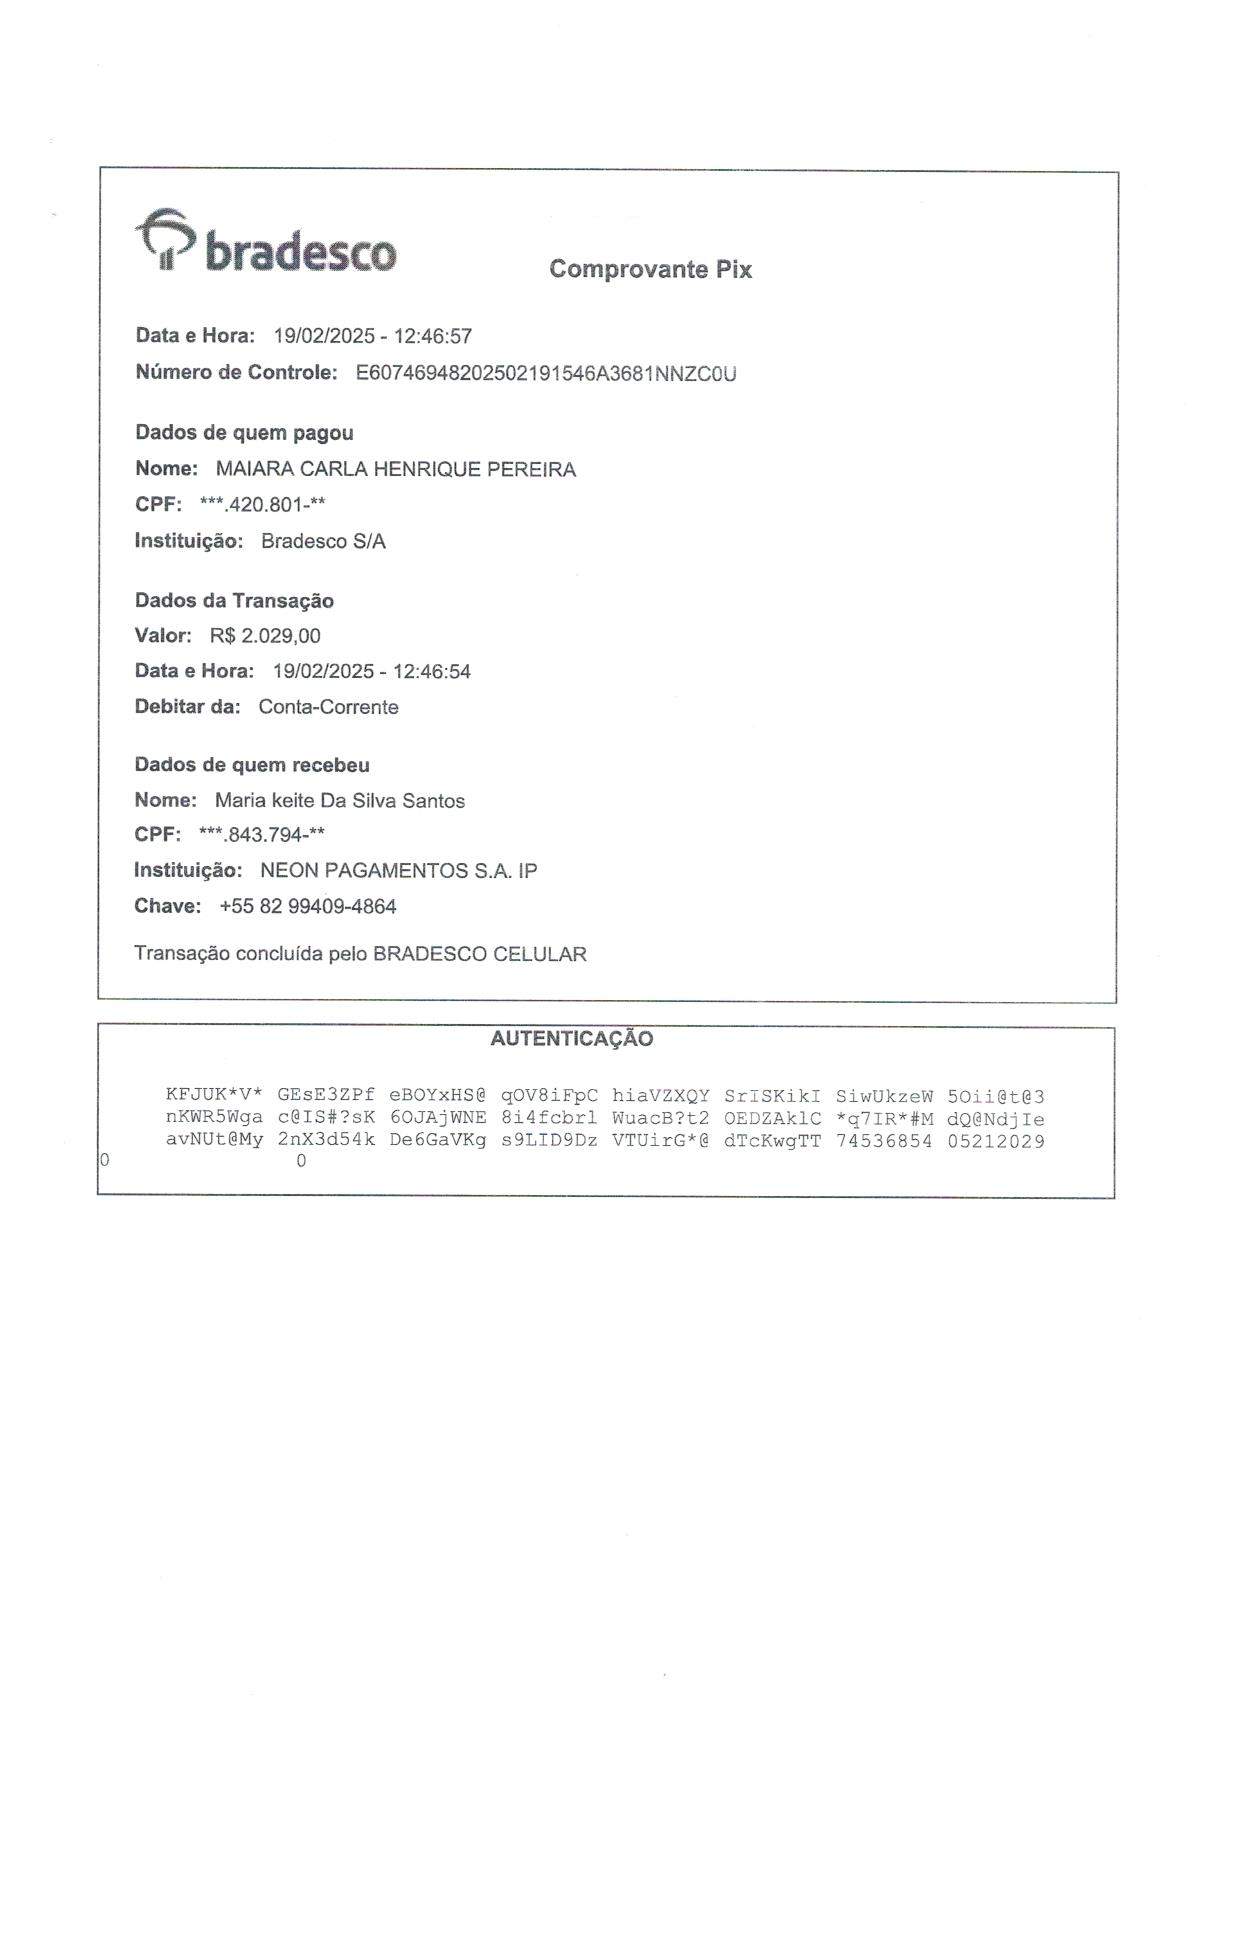 bradesco
Comprovante Pix
Data e Hora: 19/02/2025 - 12:46:57
Número de Controle: E60746948202502191546A3681NNZC0U
Dados de quem pagou
Nome: MAIARA CARLA HENRIQUE PEREIRA
CPF: ***.420.801-**
Instituição: Bradesco S/A
Dados da Transação
Valor: R$ 2.029,00
Data e Hora: 19/02/2025 - 12:46:54
Debitar da: Conta-Corrente
Dados de quem recebeu
Nome: Maria keite Da Silva Santos
CPF: ***.843.794-**
Instituição: NEON PAGAMENTOS S.A. IP
Chave: +55 82 99409-4864
Transação concluída pelo BRADESCO CELULAR
AUTENTICAÇÃO
KFJUK*V* GEsE3ZPf eBOYxHS@ qOV8iFpC hiaVZXQY SrISKikI SiwUkzeW 5Oii@t@3
nKWR5Wga c@IS#?sK 6OJAjWNE 8i4fcbrl WuacB?t2 OEDZAklC *q7IR*#M dQ@NdjIe
avNUt@My 2nX3d54k De6GaVKg s9LID9Dz VTUirG*@ dTcKwgTT 74536854 05212029
0 0